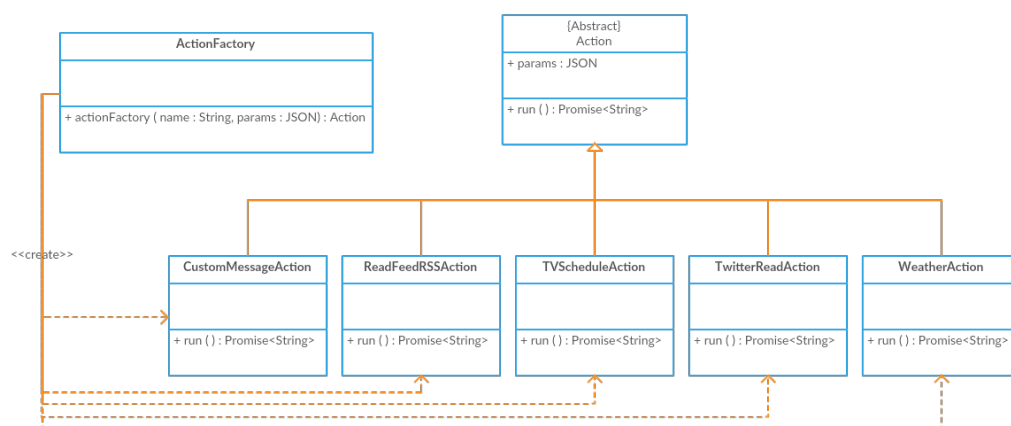 ActionFactory
+ actionFactory ( name : String, params : JSON) : Action
{Abstract}
Action
+ params : JSON
+ run ( ) : Promise<String>
<<create>>
CustomMessageAction
+ run ( ) : Promise<String>
ReadFeedRSSAction
+ run ( ) : Promise<String>
TVScheduleAction
+ run ( ) : Promise<String>
TwitterReadAction
+ run ( ) : Promise<String>
WeatherAction
+ run ( ) : Promise<String>